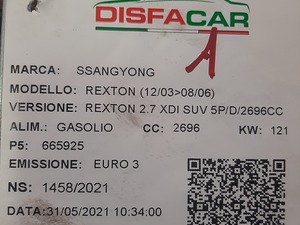 DISFACAR
1
MARCA: SSANGYONG
MODELLO: REXTON (12/03>08/06)
VERSIONE: REXTON 2.7 XDI SUV 5P/D/2696CC
ALIM.: GASOLIO CC: 2696 KW: 121
P5: 665925
EMISSIONE: EURO 3
NS: 1458/2021
DATA:31/05/2021 10:34:00